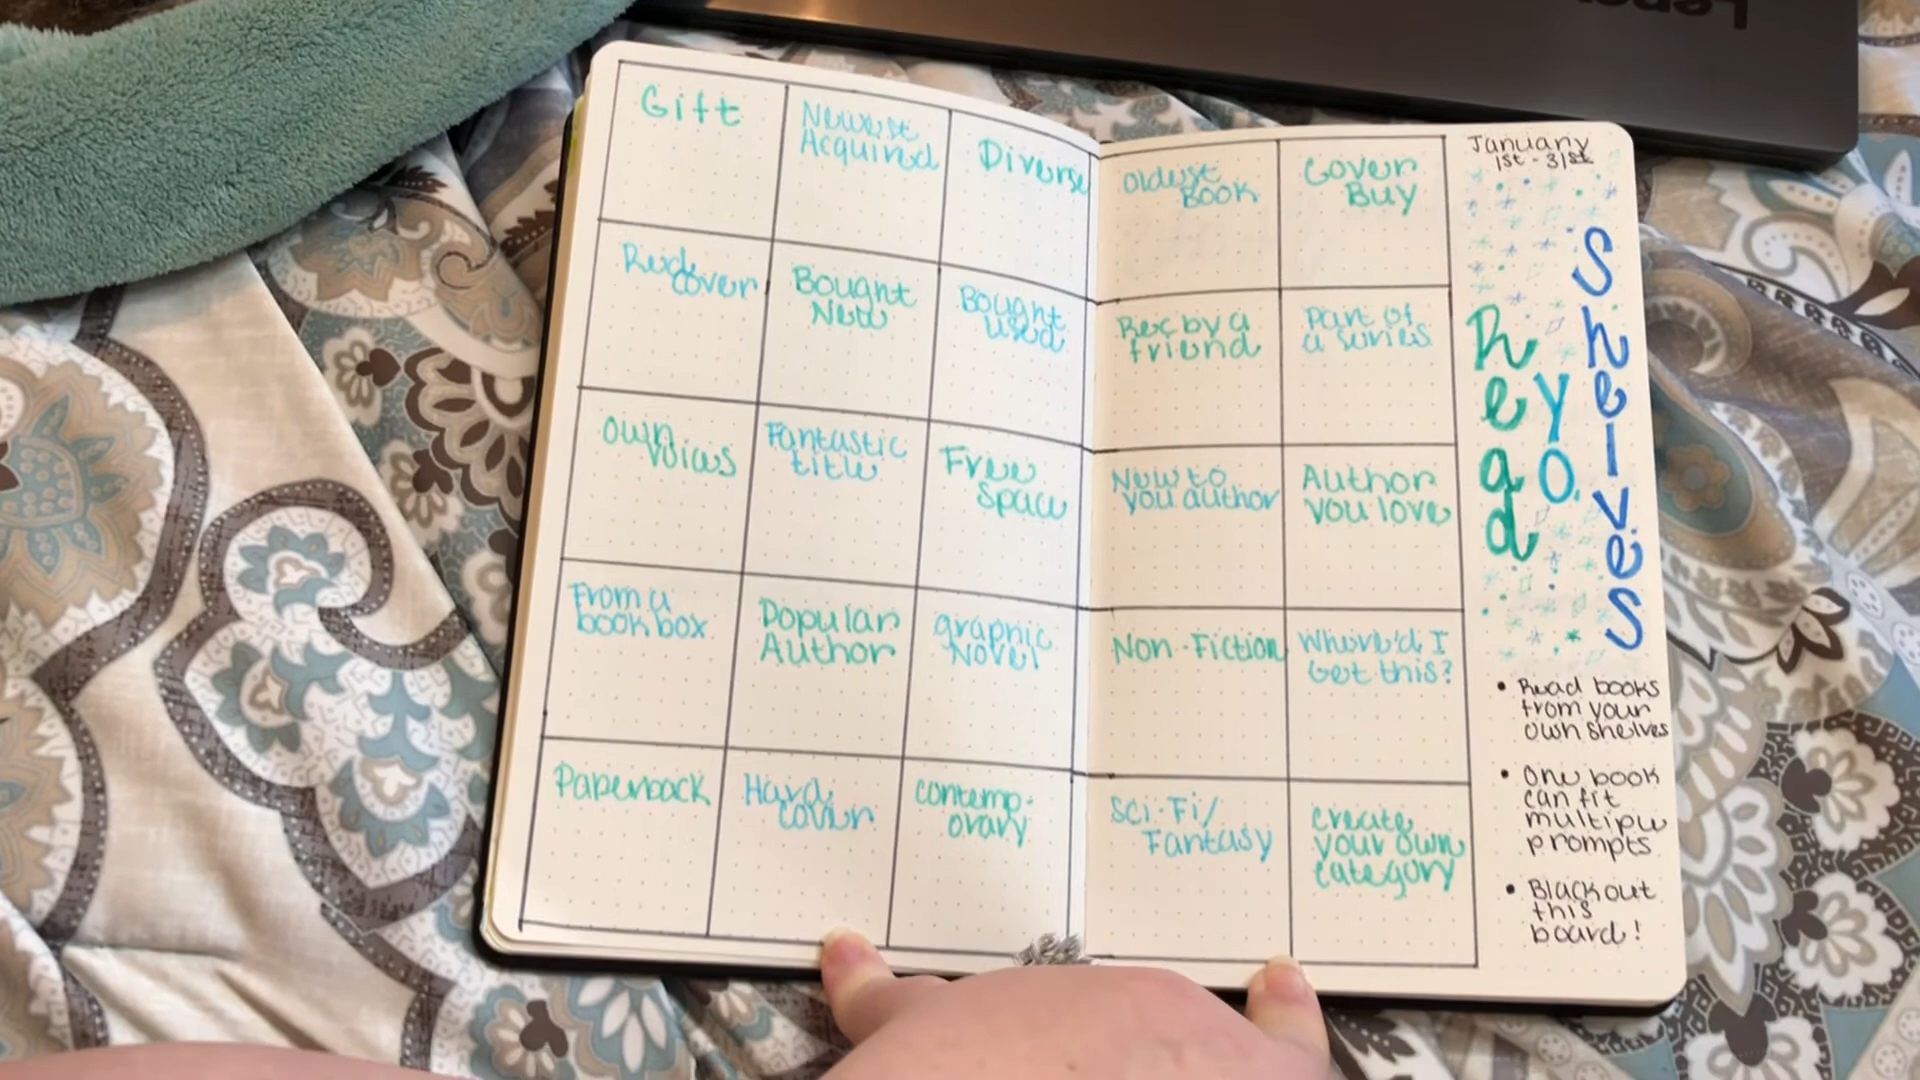 Gift
Newest
Acquired
Diverse
Oldest
Book
Cover
Buy
Red
Cover
Bought
New
Bought
Used
Rec by a
friend
Part of
a series
Own
Voices
Fantastic
title
Free
Space
New to
you author
Author
you love
From a
book box
Popular
Author
graphic
Novel
Non-Fiction
Where'd I
Get this?
Paperback
Hard
cover
contemp-
orary
Sci-Fi/
Fantasy
Create
your own
category
January
1st - 31st
Read
Yo
Shelves
• Read books
from your
own shelves
• One book
can fit
multiple
prompts
• Blackout
this
board!